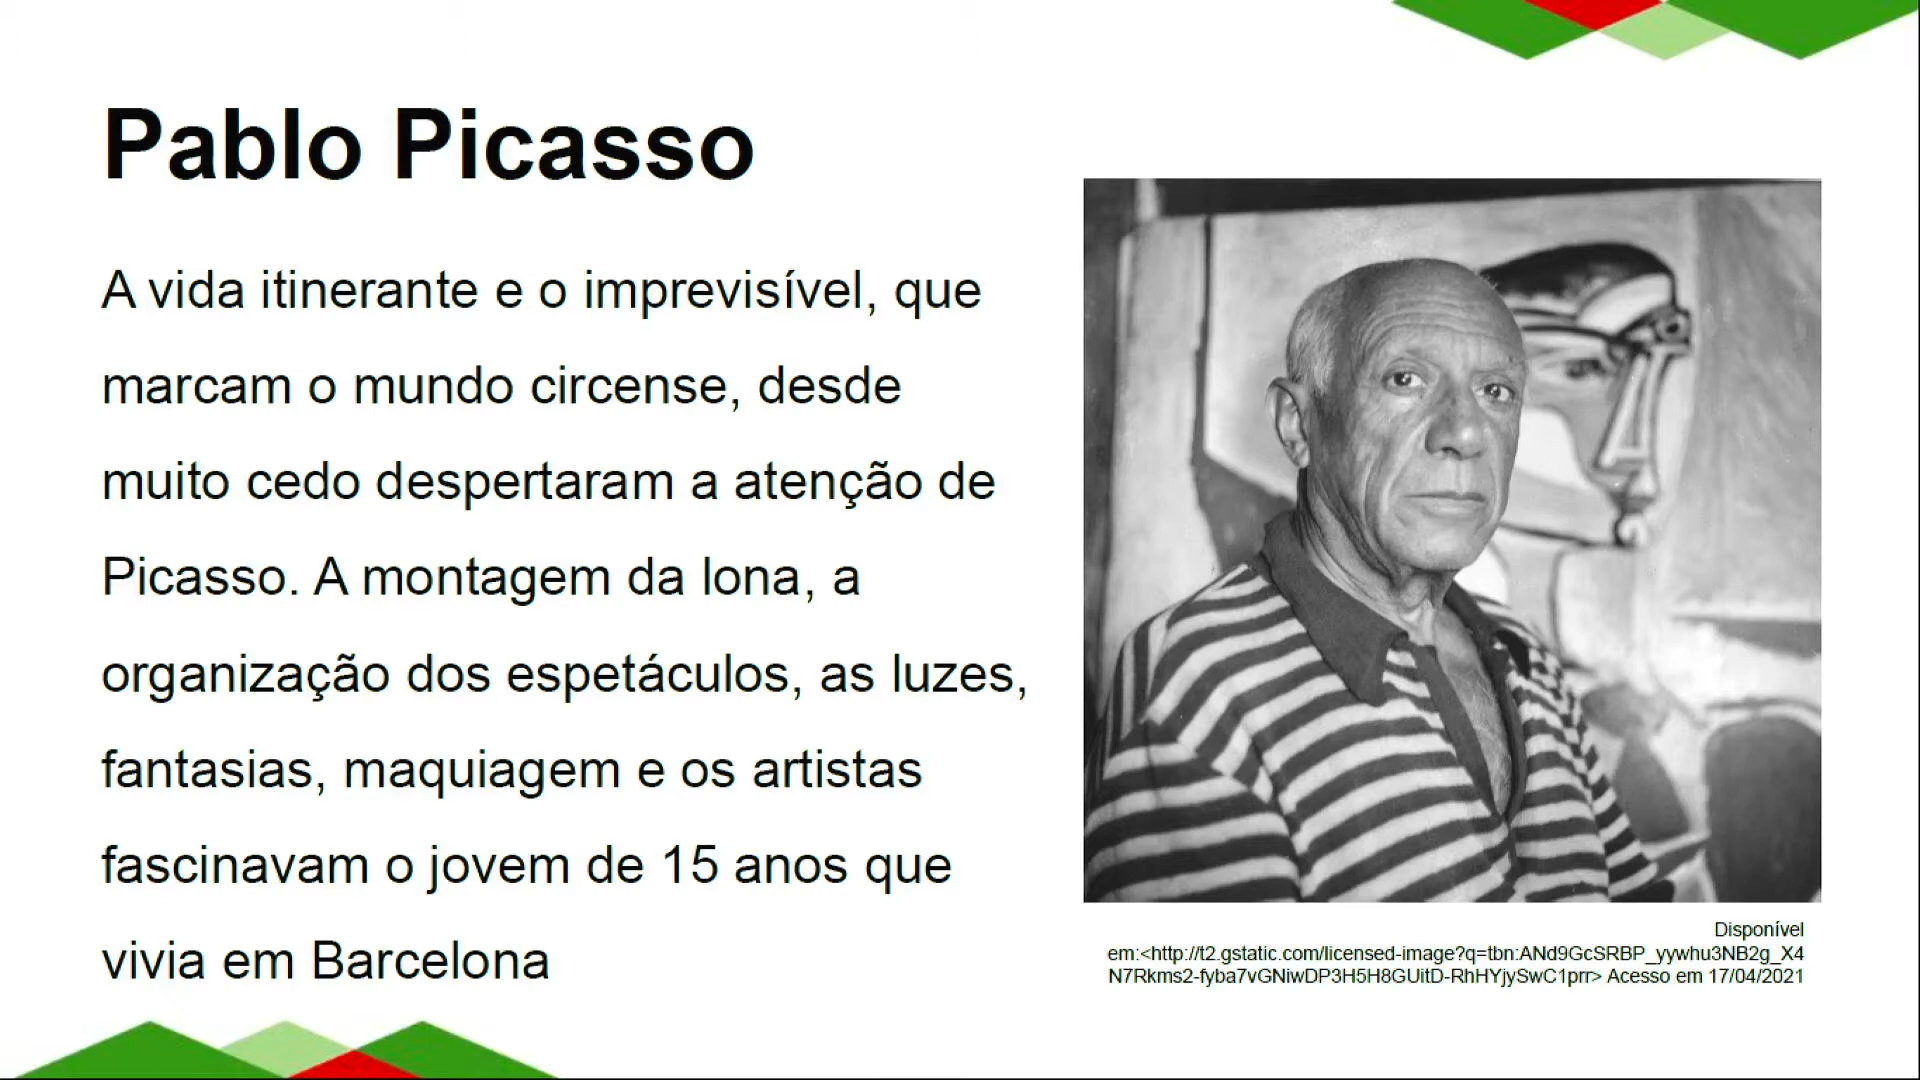 Pablo Picasso
A vida itinerante e o imprevisível, que
marcam o mundo circense, desde
muito cedo despertaram a atenção de
Picasso. A montagem da lona, a
organização dos espetáculos, as luzes,
fantasias, maquiagem e os artistas
fascinavam o jovem de 15 anos que
vivia em Barcelona
Disponível
em:<http://t2.gstatic.com/licensed-image?q=tbn:ANd9GcSRBP_yywhu3NB2g_X4
N7Rkms2-fyba7vGNiwDP3H5H8GUitD-RhHYjySwC1prr> Acesso em 17/04/2021